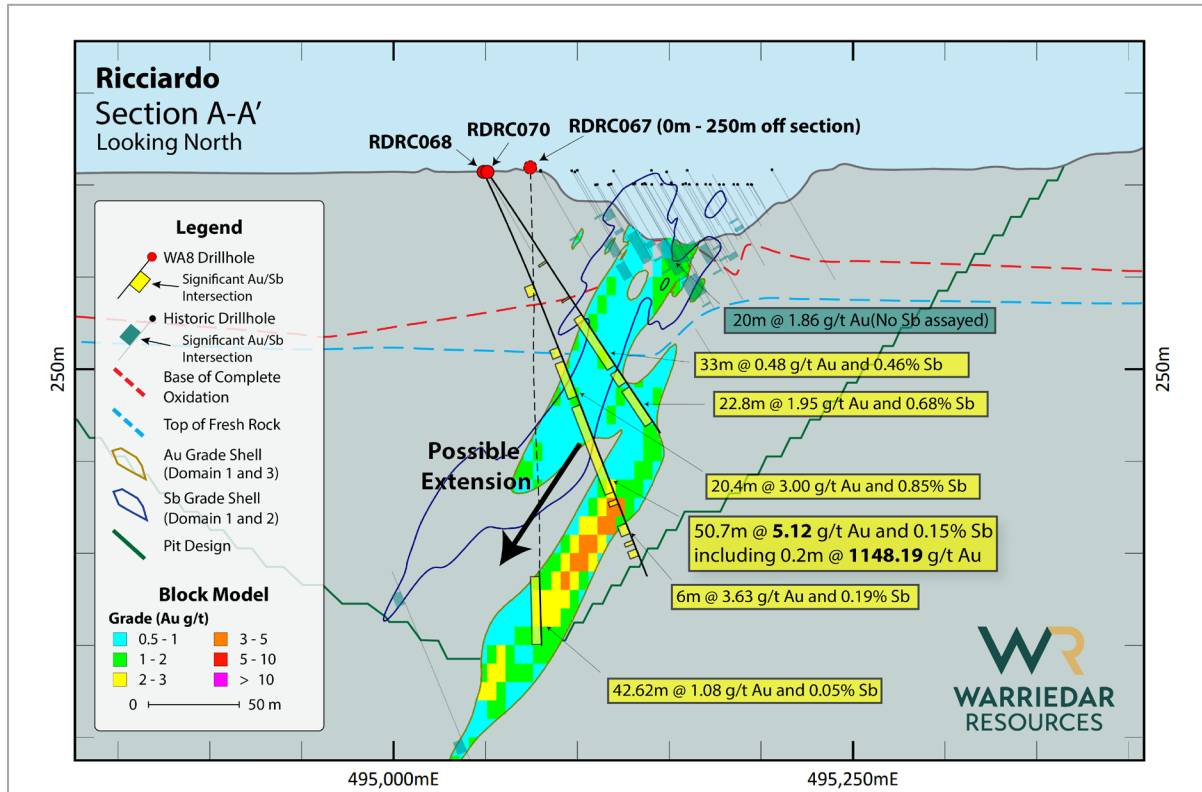 Ricciardo
Section A-A’
Looking North
RDRC068
RDRC070
RDRC067 (0m - 250m off section)
Legend
WA8 Drillhole
Significant Au/Sb
Intersection
Historic Drillhole
Significant Au/Sb
Intersection
Base of Complete
Oxidation
Top of Fresh Rock
Au Grade Shell
(Domain 1 and 3)
Sb Grade Shell
(Domain 1 and 2)
Pit Design
Block Model
Grade (Au g/t)
0.5 - 1
3 - 5
1 - 2
5 - 10
2 - 3
> 10
0
50 m
250m
250m
20m @ 1.86 g/t Au(No Sb assayed)
33m @ 0.48 g/t Au and 0.46% Sb
22.8m @ 1.95 g/t Au and 0.68% Sb
Possible
Extension
20.4m @ 3.00 g/t Au and 0.85% Sb
50.7m @ 5.12 g/t Au and 0.15% Sb
including 0.2m @ 1148.19 g/t Au
6m @ 3.63 g/t Au and 0.19% Sb
42.62m @ 1.08 g/t Au and 0.05% Sb
WR
WARRIEDAR
RESOURCES
495,000mE
495,250mE